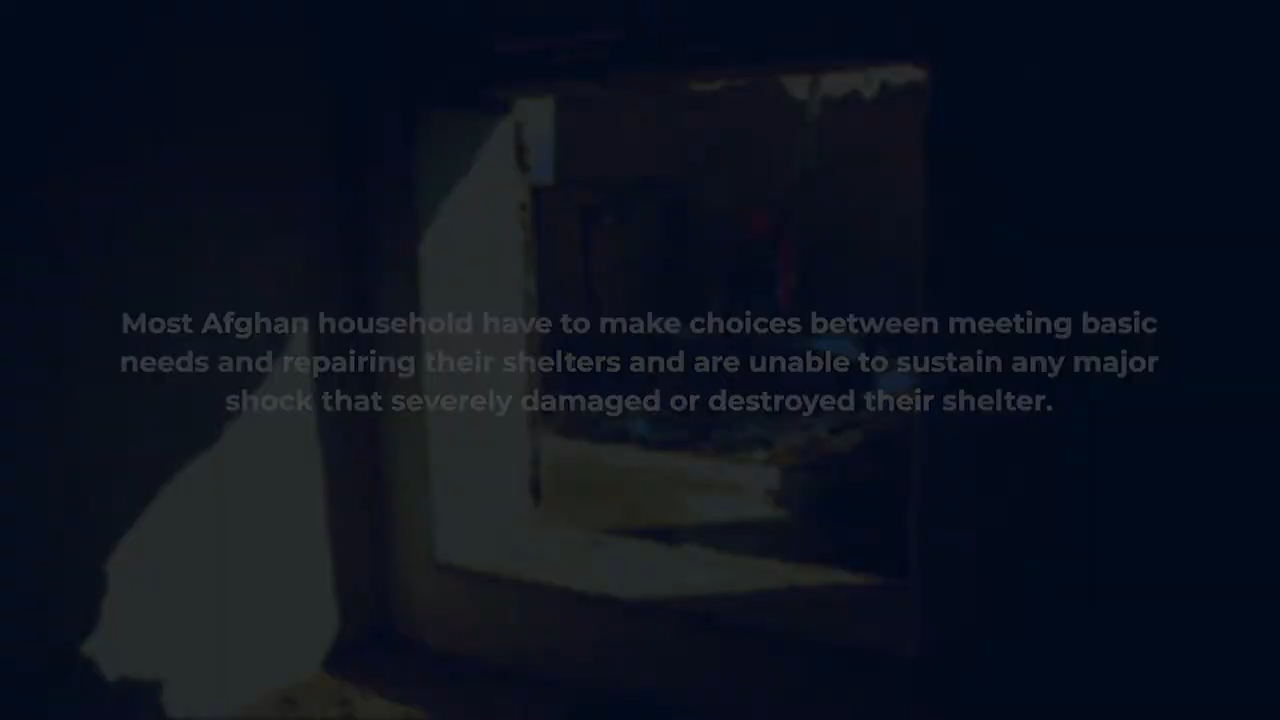 Most Afghan household have to make choices between meeting basic
needs and repairing their shelters and are unable to sustain any major
shock that severely damaged or destroyed their shelter.